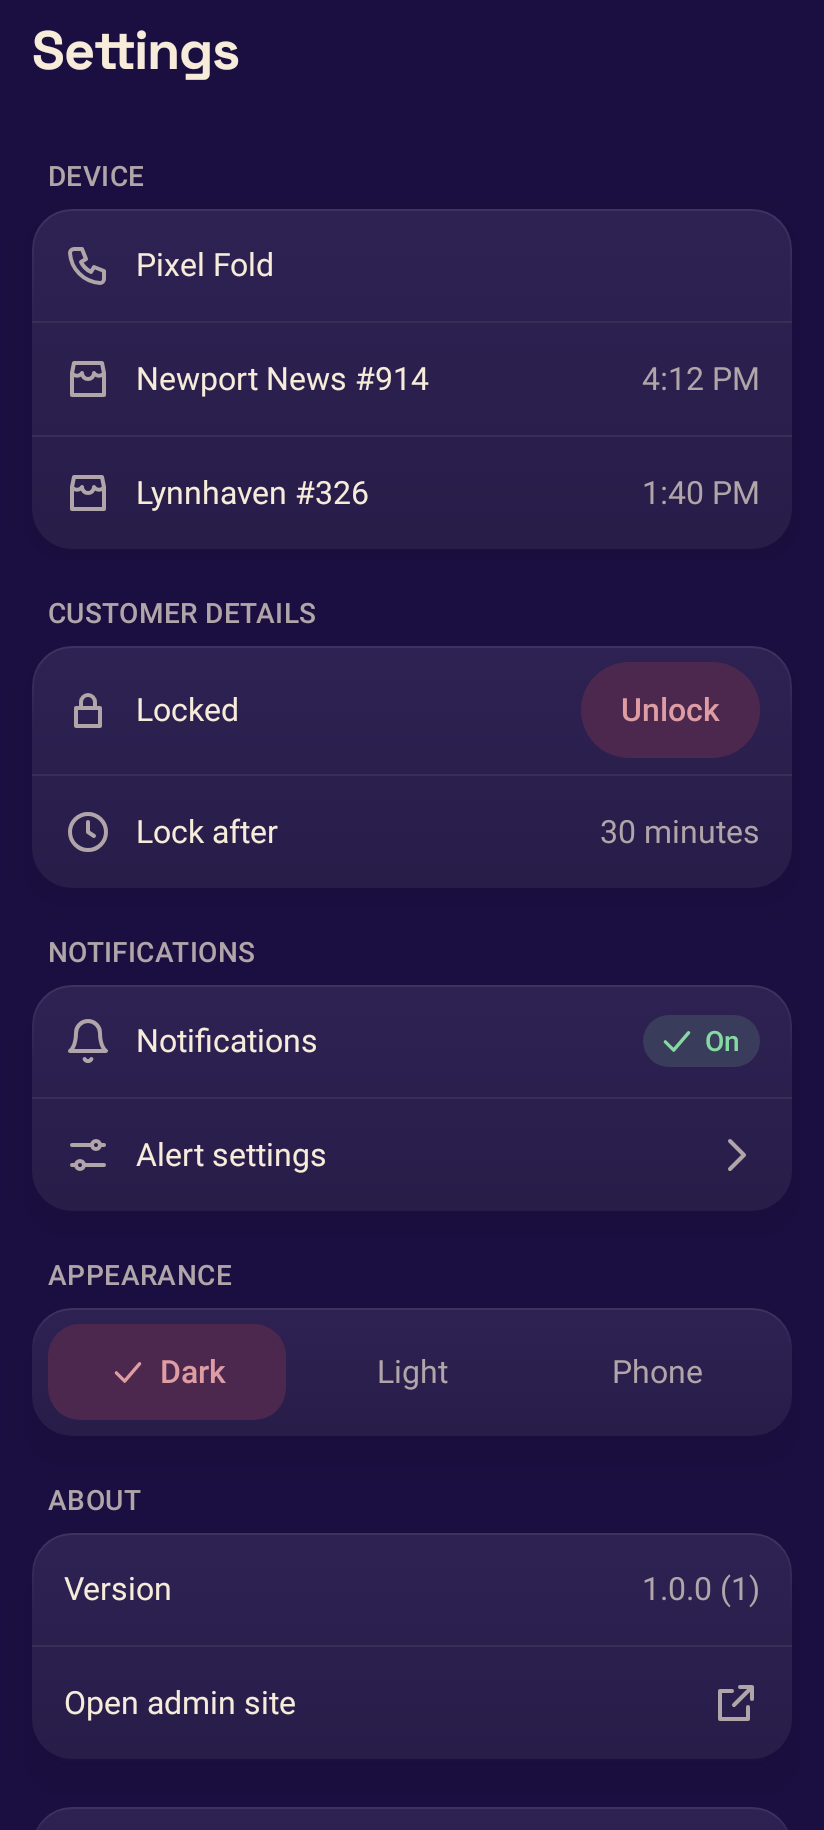 Settings
DEVICE
Pixel Fold
Newport News #914 4:12 PM
Lynnhaven #326 1:40 PM
CUSTOMER DETAILS
Locked Unlock
Lock after 30 minutes
NOTIFICATIONS
Notifications On
Alert settings
APPEARANCE
Dark Light Phone
ABOUT
Version 1.0.0 (1)
Open admin site